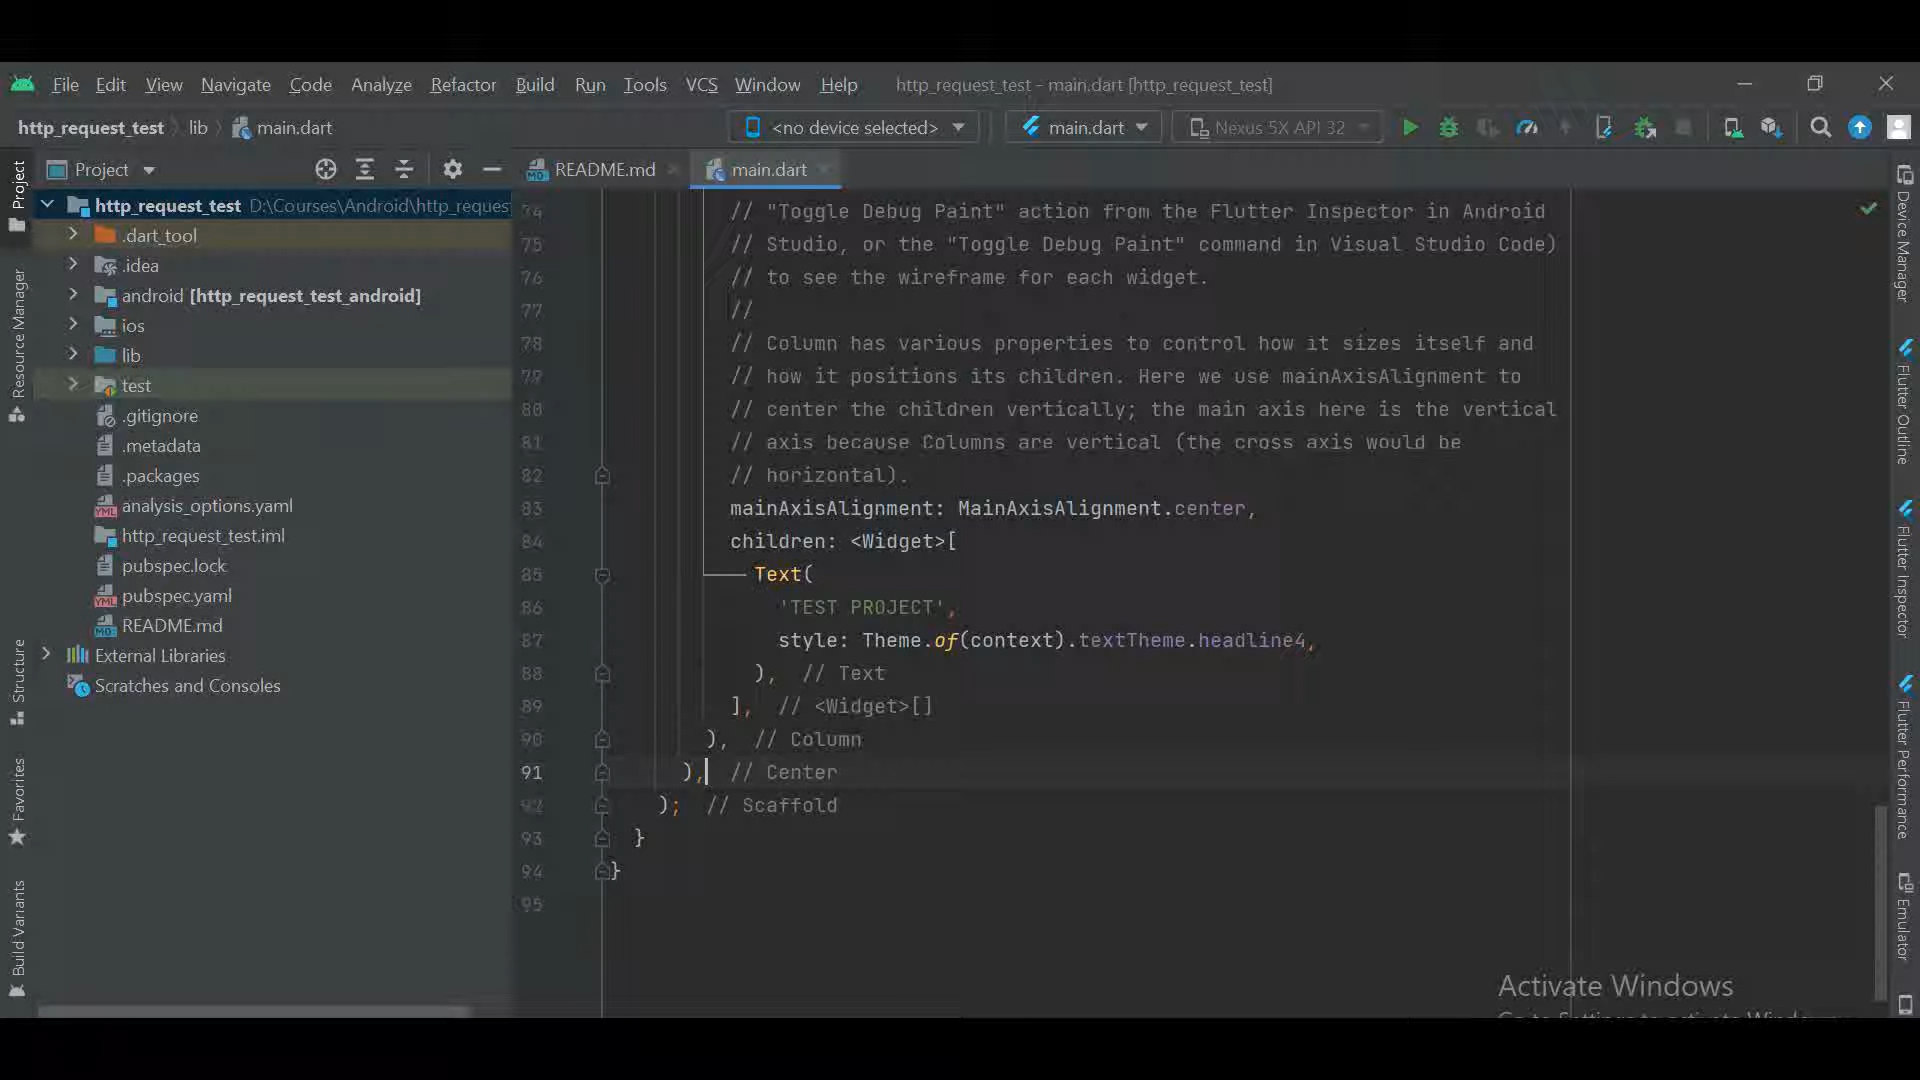 File Edit View Navigate Code Analyze Refactor Build Run Tools VCS Window Help http_request_test - main.dart [http_request_test]
http_request_test lib main.dart <no device selected> main.dart Nexus 5X API 32
Project README.md main.dart
http_request_test D:\Courses\Android\http_reques
.dart_tool
.idea
android [http_request_test_android]
ios
lib
test
.gitignore
.metadata
.packages
analysis_options.yaml
http_request_test.iml
pubspec.lock
pubspec.yaml
README.md
External Libraries
Scratches and Consoles
Project
Resource Manager
Structure
Favorites
Build Variants
74 // "Toggle Debug Paint" action from the Flutter Inspector in Android
75 // Studio, or the "Toggle Debug Paint" command in Visual Studio Code)
76 // to see the wireframe for each widget.
77 //
78 // Column has various properties to control how it sizes itself and
79 // how it positions its children. Here we use mainAxisAlignment to
80 // center the children vertically; the main axis here is the vertical
81 // axis because Columns are vertical (the cross axis would be
82 // horizontal).
83 mainAxisAlignment: MainAxisAlignment.center,
84 children: <Widget>[
85 Text(
86 'TEST PROJECT',
87 style: Theme.of(context).textTheme.headline4,
88 ), // Text
89 ], // <Widget>[]
90 ), // Column
91 ), // Center
92 ); // Scaffold
93 }
94 }
95
Device Manager
Flutter Outline
Flutter Inspector
Flutter Performance
Emulator
Activate Windows